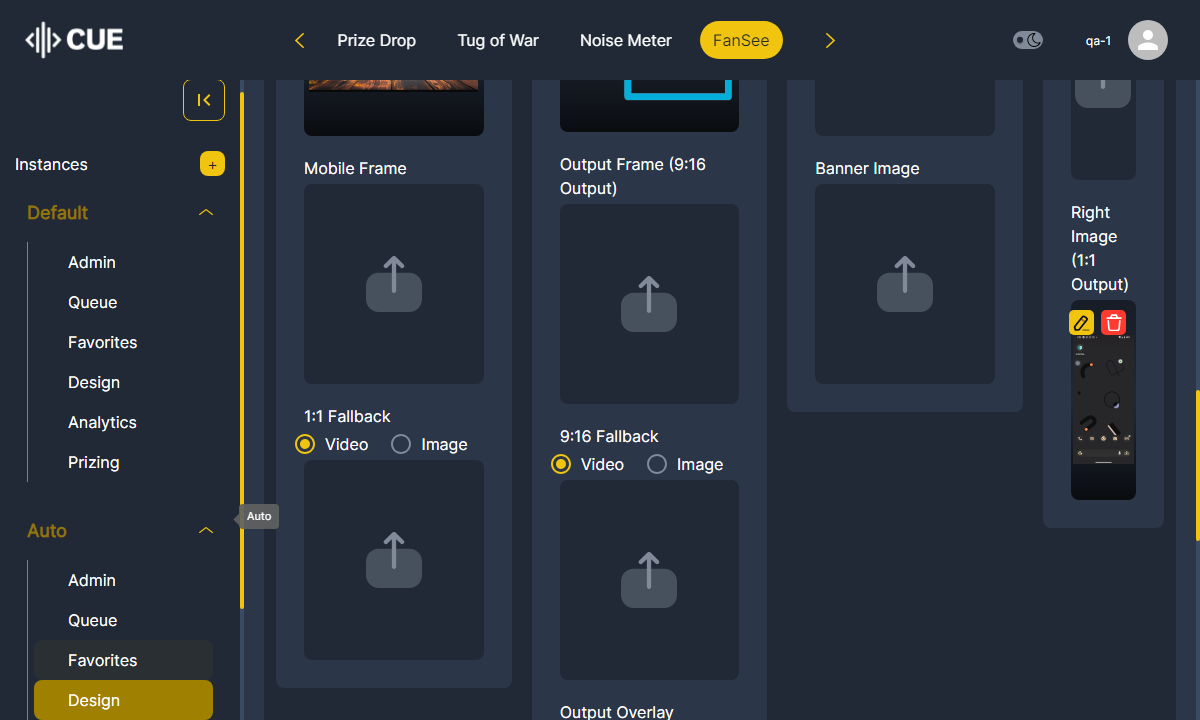 CUE
Prize Drop
Tug of War
Noise Meter
FanSee
qa-1
Instances
+
Default
Admin
Queue
Favorites
Design
Analytics
Prizing
Auto
Auto
Admin
Queue
Favorites
Design
Mobile Frame
1:1 Fallback
Video
Image
Output Frame (9:16
Output)
9:16 Fallback
Video
Image
Output Overlay
Banner Image
Right
Image
(1:1
Output)